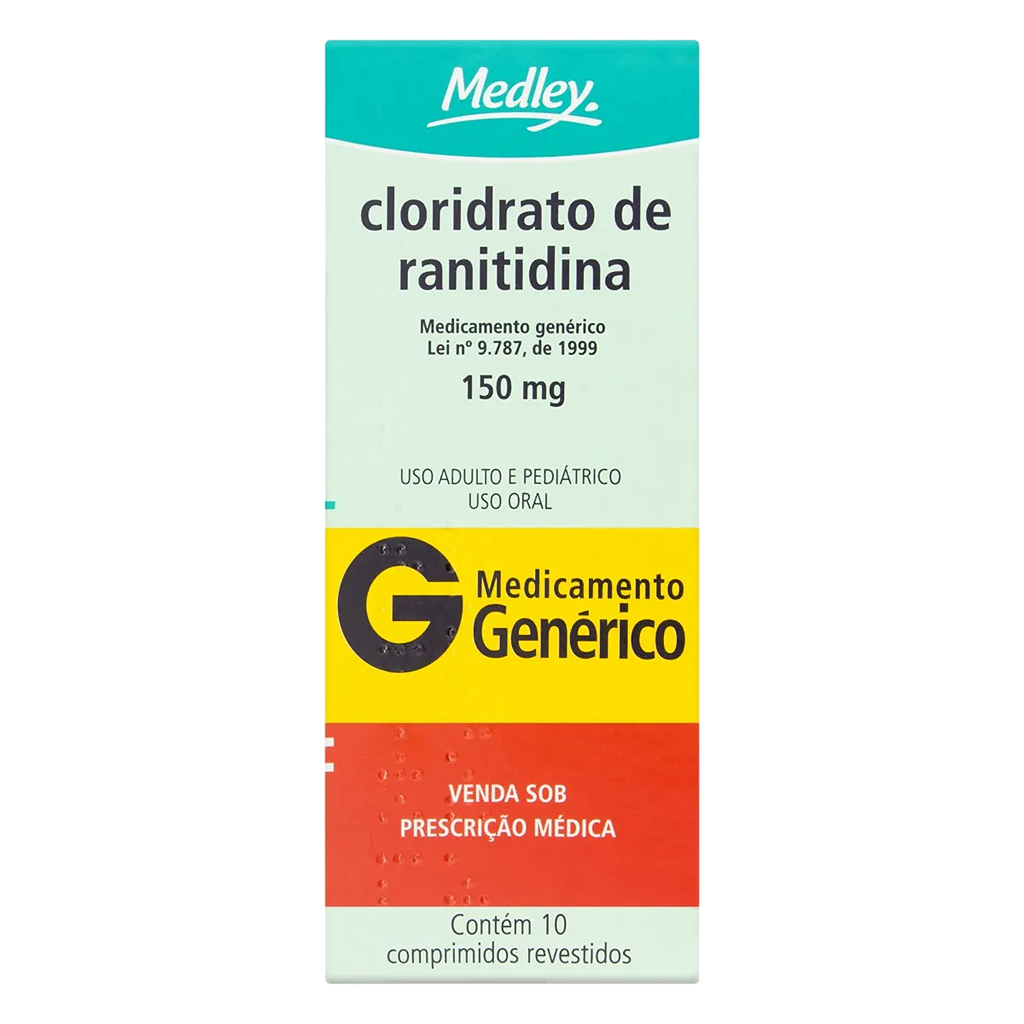 Medley.
cloridrato de
ranitidina
Medicamento genérico
Lei nº 9.787, de 1999
150 mg
USO ADULTO E PEDIÁTRICO
USO ORAL
G
Medicamento
Genérico
VENDA SOB
PRESCRIÇÃO MÉDICA
Contém 10
comprimidos revestidos